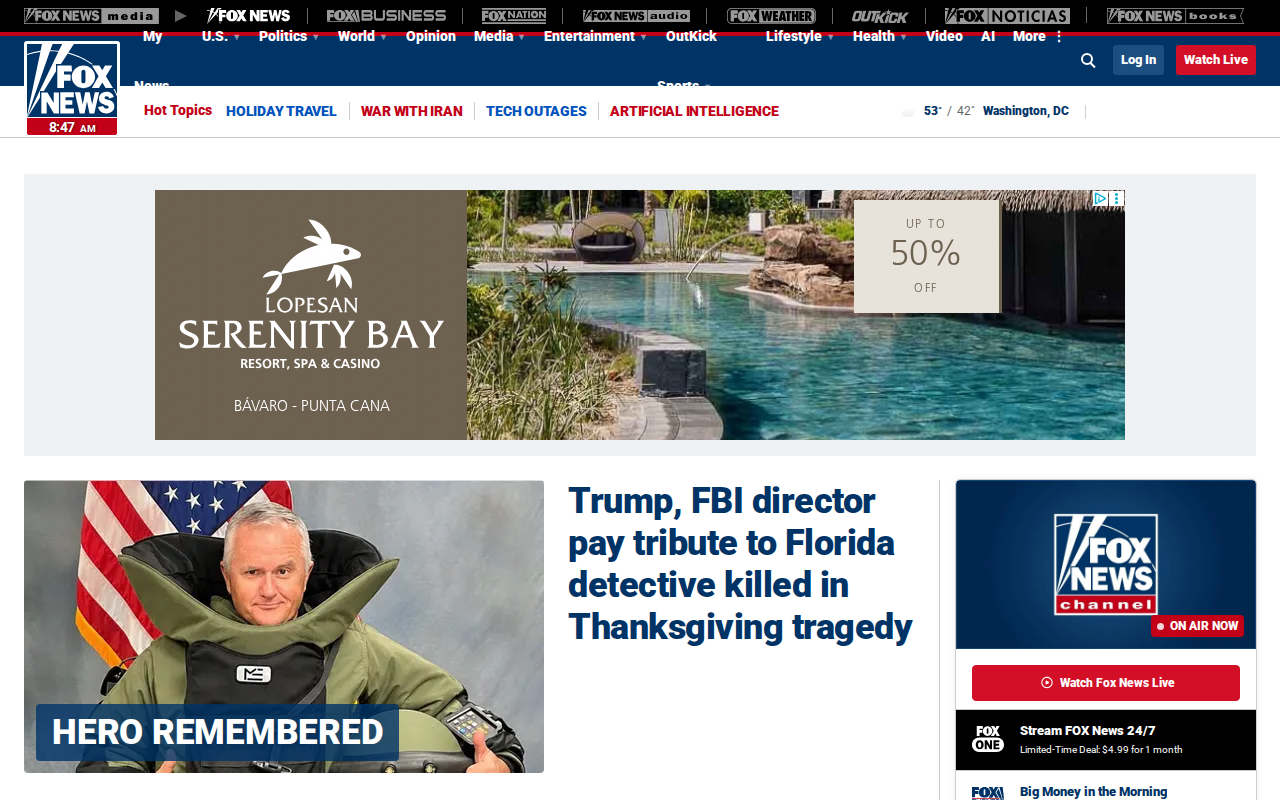 FOX NEWS media
FOX NEWS
FOX BUSINESS
FOX NATION
FOX NEWS audio
FOX WEATHER
OUTKICK
FOX NOTICIAS
FOX NEWS books
FOX NEWS
8:47 AM
My News
U.S.
Politics
World
Opinion
Media
Entertainment
OutKick Sports
Lifestyle
Health
Video
AI
More
Log In
Watch Live
Hot Topics
HOLIDAY TRAVEL
WAR WITH IRAN
TECH OUTAGES
ARTIFICIAL INTELLIGENCE
53° / 42° Washington, DC
LOPESAN
SERENITY BAY
RESORT, SPA & CASINO
BÁVARO - PUNTA CANA
UP TO
50%
OFF
HERO REMEMBERED
Trump, FBI director
pay tribute to Florida
detective killed in
Thanksgiving tragedy
FOX
NEWS
channel
ON AIR NOW
Watch Fox News Live
FOX
ONE
Stream FOX News 24/7
Limited-Time Deal: $4.99 for 1 month
FOX
Big Money in the Morning